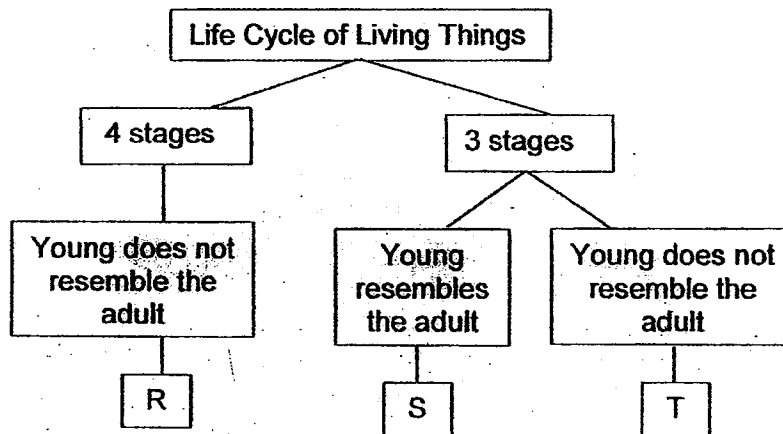 Life Cycle of Living Things
4 stages
3 stages
Young does not
resemble the
adult
Young
resembles
the adult
Young does not
resemble the
adult
R
S
T